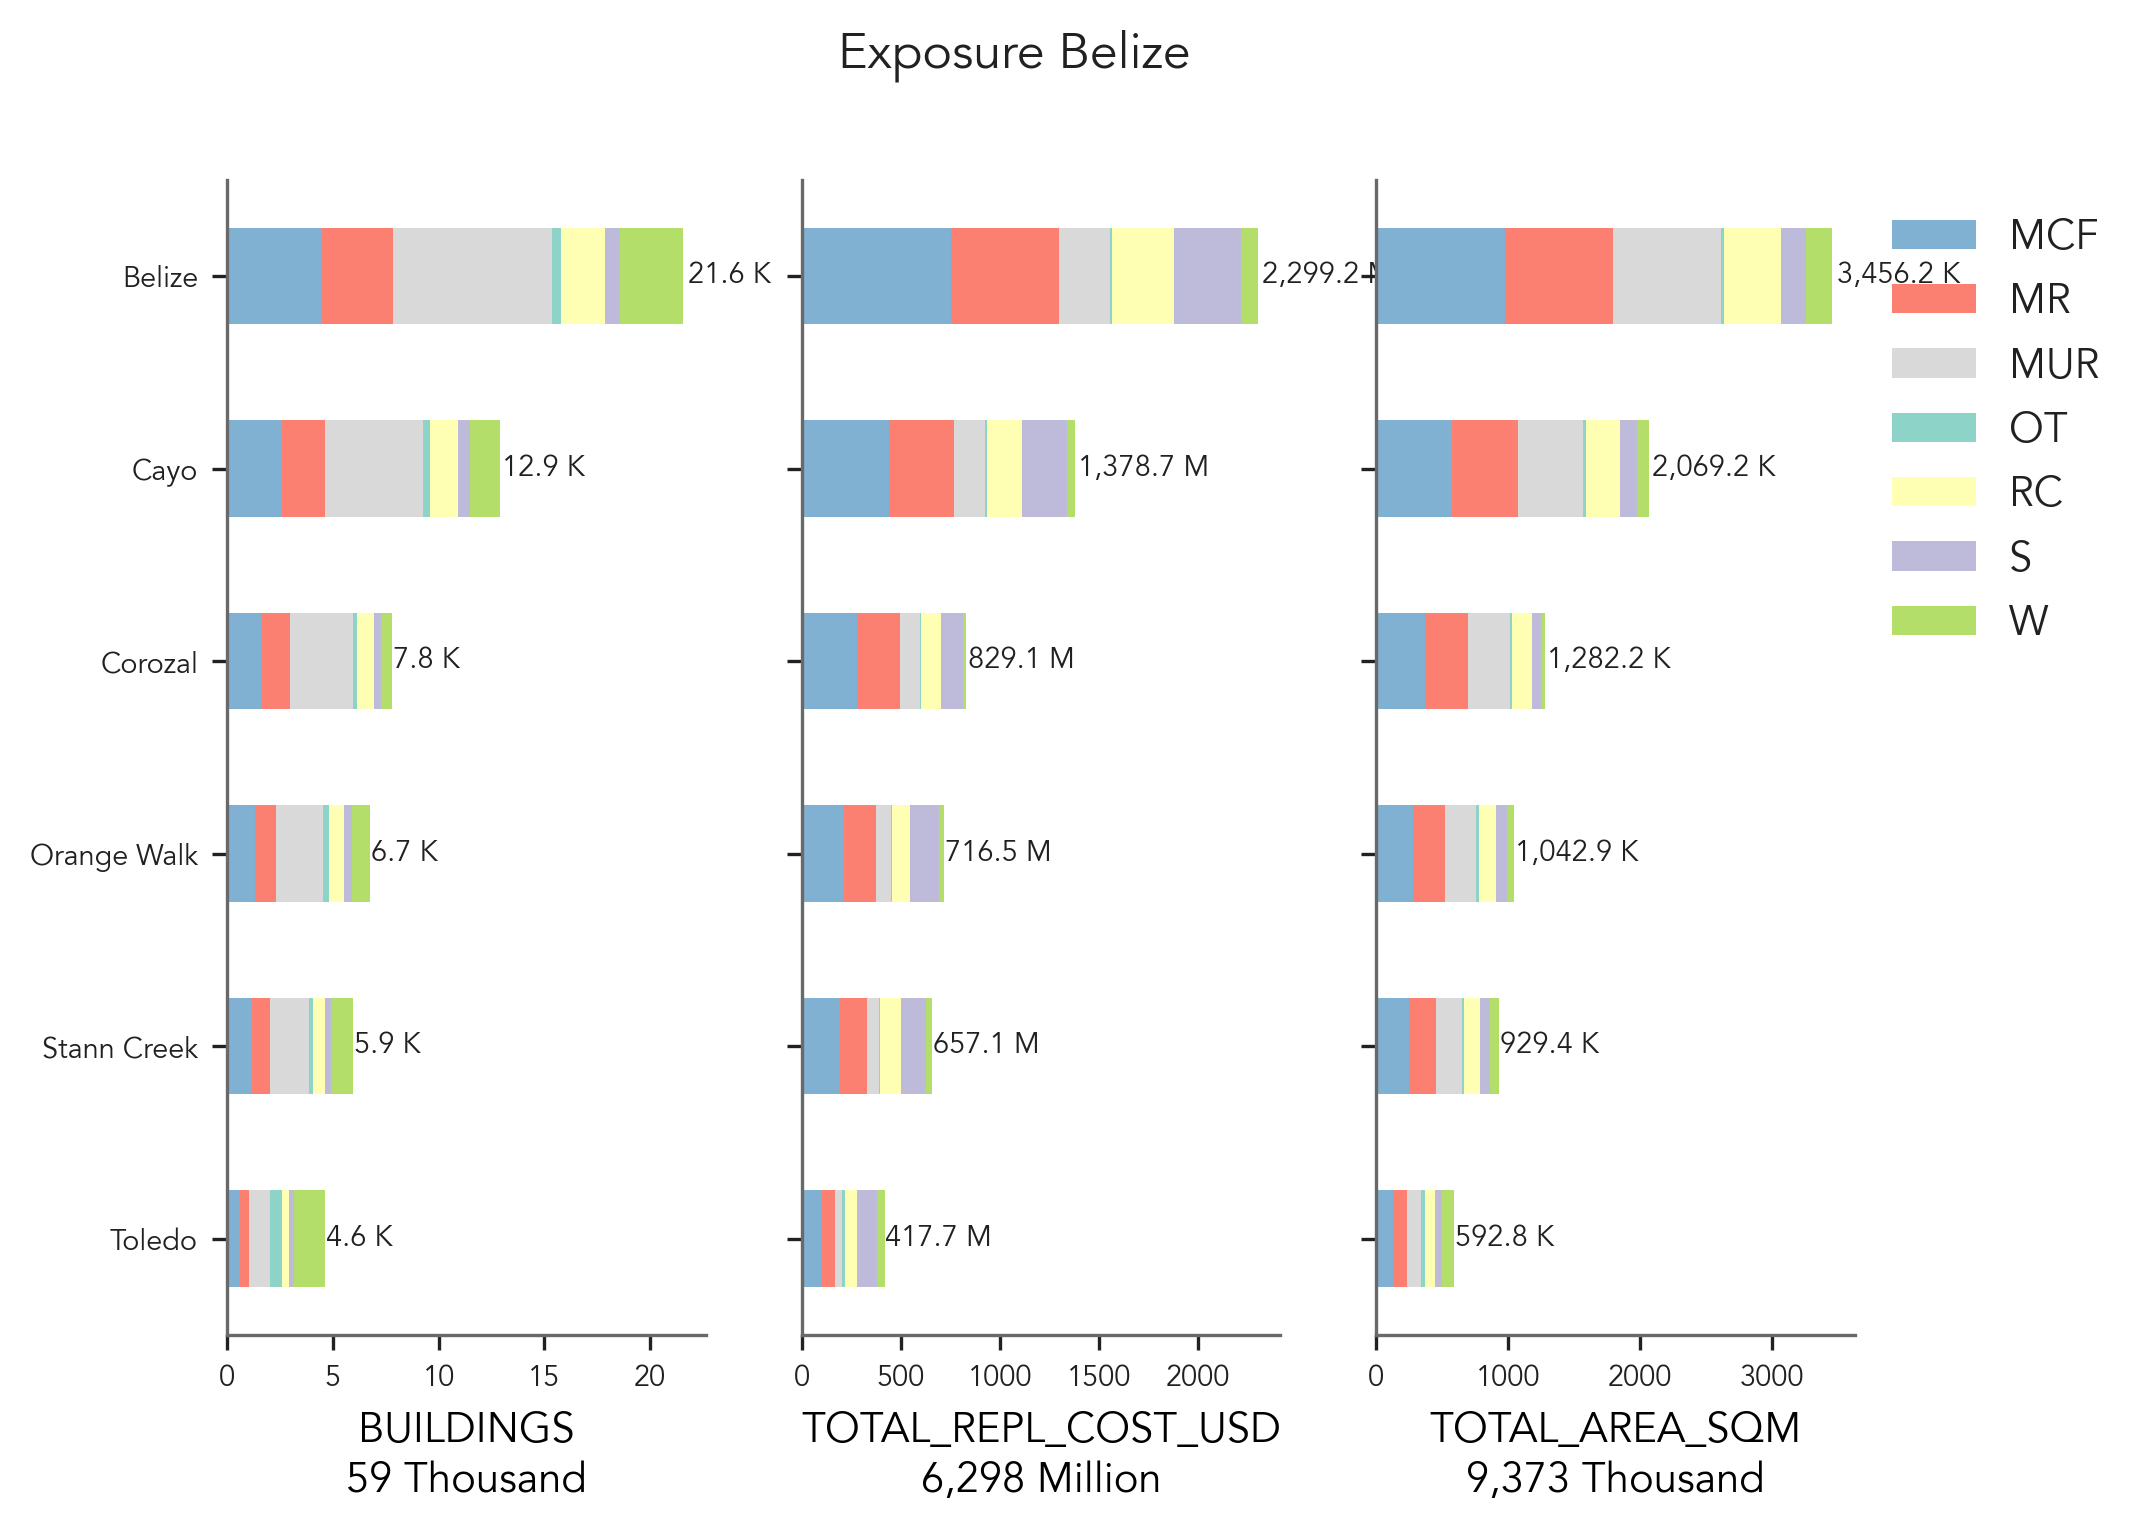 Exposure Belize
Belize
Cayo
Corozal
Orange Walk
Stann Creek
Toledo
21.6 K
12.9 K
7.8 K
6.7 K
5.9 K
4.6 K
0 5 10 15 20
BUILDINGS
59 Thousand
2,299.2 M
1,378.7 M
829.1 M
716.5 M
657.1 M
417.7 M
0 500 1000 1500 2000
TOTAL_REPL_COST_USD
6,298 Million
3,456.2 K
2,069.2 K
1,282.2 K
1,042.9 K
929.4 K
592.8 K
0 1000 2000 3000
TOTAL_AREA_SQM
9,373 Thousand
MCF
MR
MUR
OT
RC
S
W